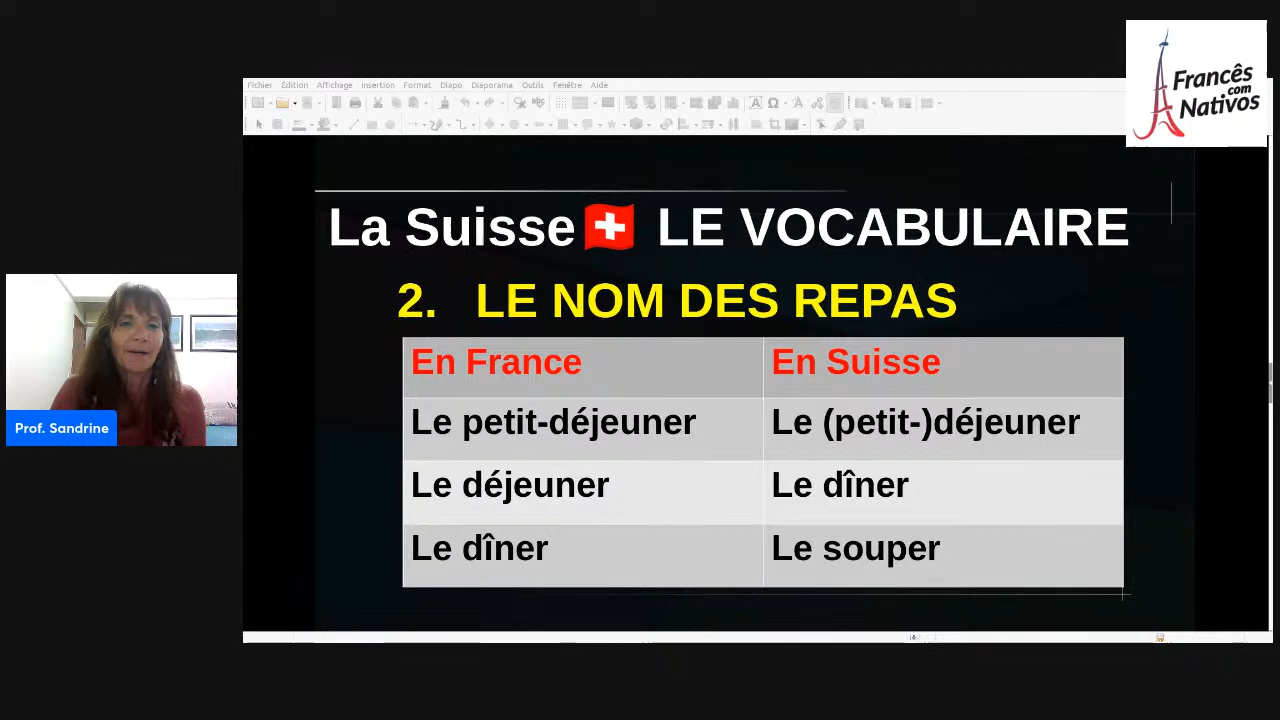 Francês
com
Nativos
Fichier Édition Affichage Insertion Format Diapo Diaporama Outils Fenêtre Aide
La Suisse🇨🇭 LE VOCABULAIRE
2. LE NOM DES REPAS
En France En Suisse
Le petit-déjeuner Le (petit-)déjeuner
Le déjeuner Le dîner
Le dîner Le souper
Prof. Sandrine